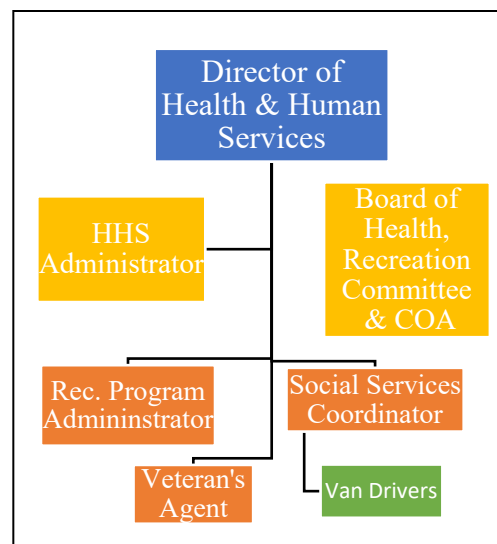 Director of
Health & Human
Services
HHS
Administrator
Board of
Health,
Recreation
Committee
& COA
Rec. Program
Admininstrator
Social Services
Coordinator
Veteran's
Agent
Van Drivers